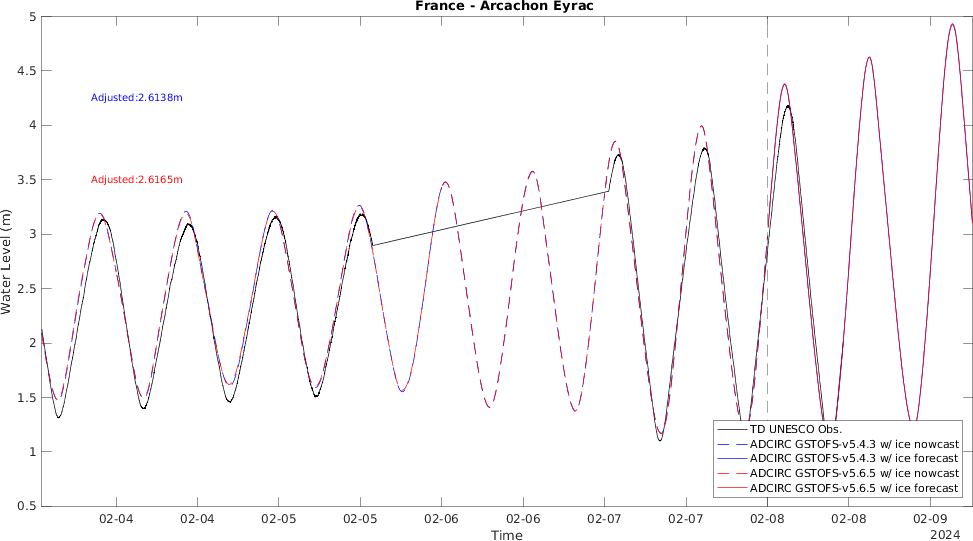 France - Arcachon Eyrac
Water Level (m)
5
4.5
4
3.5
3
2.5
2
1.5
1
0.5
Adjusted:2.6138m
Adjusted:2.6165m
TD UNESCO Obs.
ADCIRC GSTOFS-v5.4.3 w/ ice nowcast
ADCIRC GSTOFS-v5.4.3 w/ ice forecast
ADCIRC GSTOFS-v5.6.5 w/ ice nowcast
ADCIRC GSTOFS-v5.6.5 w/ ice forecast
02-04 02-04 02-05 02-05 02-06 02-06 02-07 02-07 02-08 02-08 02-09
Time
2024